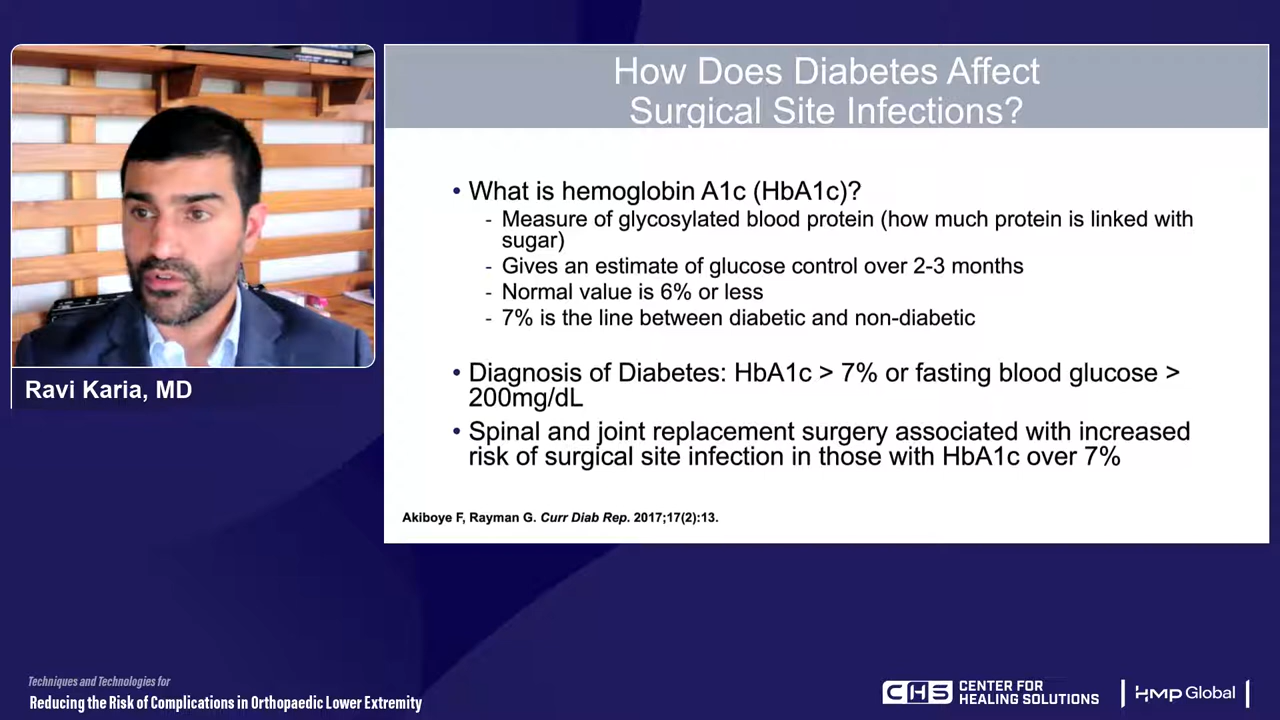 How Does Diabetes Affect
Surgical Site Infections?
• What is hemoglobin A1c (HbA1c)?
- Measure of glycosylated blood protein (how much protein is linked with
sugar)
- Gives an estimate of glucose control over 2-3 months
- Normal value is 6% or less
- 7% is the line between diabetic and non-diabetic
• Diagnosis of Diabetes: HbA1c > 7% or fasting blood glucose >
200mg/dL
• Spinal and joint replacement surgery associated with increased
risk of surgical site infection in those with HbA1c over 7%
Akiboye F, Rayman G. Curr Diab Rep. 2017;17(2):13.
Ravi Karia, MD
Techniques and Technologies for
Reducing the Risk of Complications in Orthopaedic Lower Extremity
CHS CENTER FOR
HEALING SOLUTIONS
HMP Global